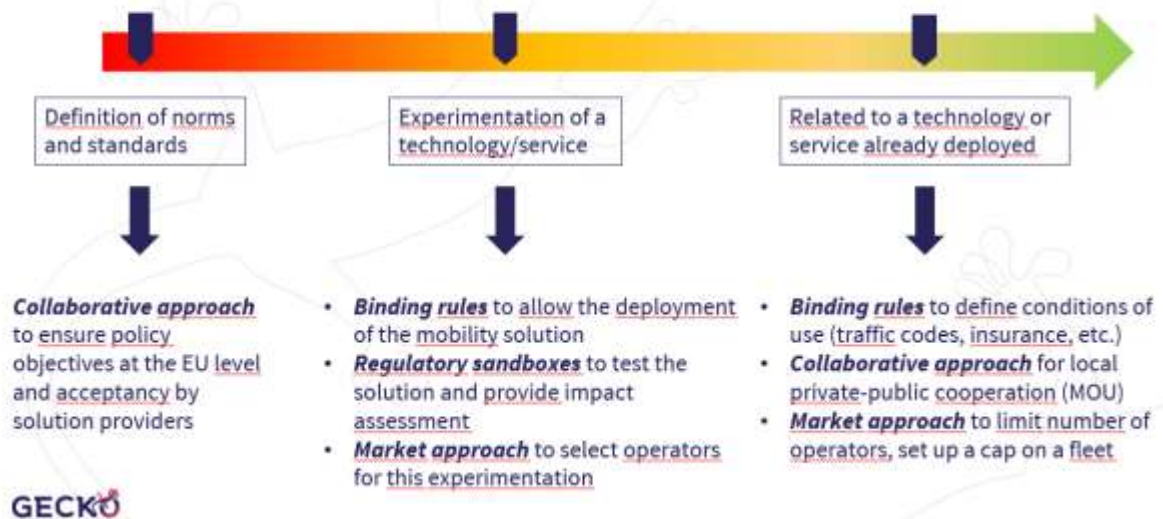 Definition of norms
and standards
Experimentation of a
technology/service
Related to a technology or
service already deployed
Collaborative approach
to ensure policy
objectives at the EU level
and acceptancy by
solution providers
• Binding rules to allow the deployment
of the mobility solution
• Regulatory sandboxes to test the
solution and provide impact
assessment
• Market approach to select operators
for this experimentation
• Binding rules to define conditions of
use (traffic codes, insurance, etc.)
• Collaborative approach for local
private-public cooperation (MOU)
• Market approach to limit number of
operators, set up a cap on a fleet
GECKO